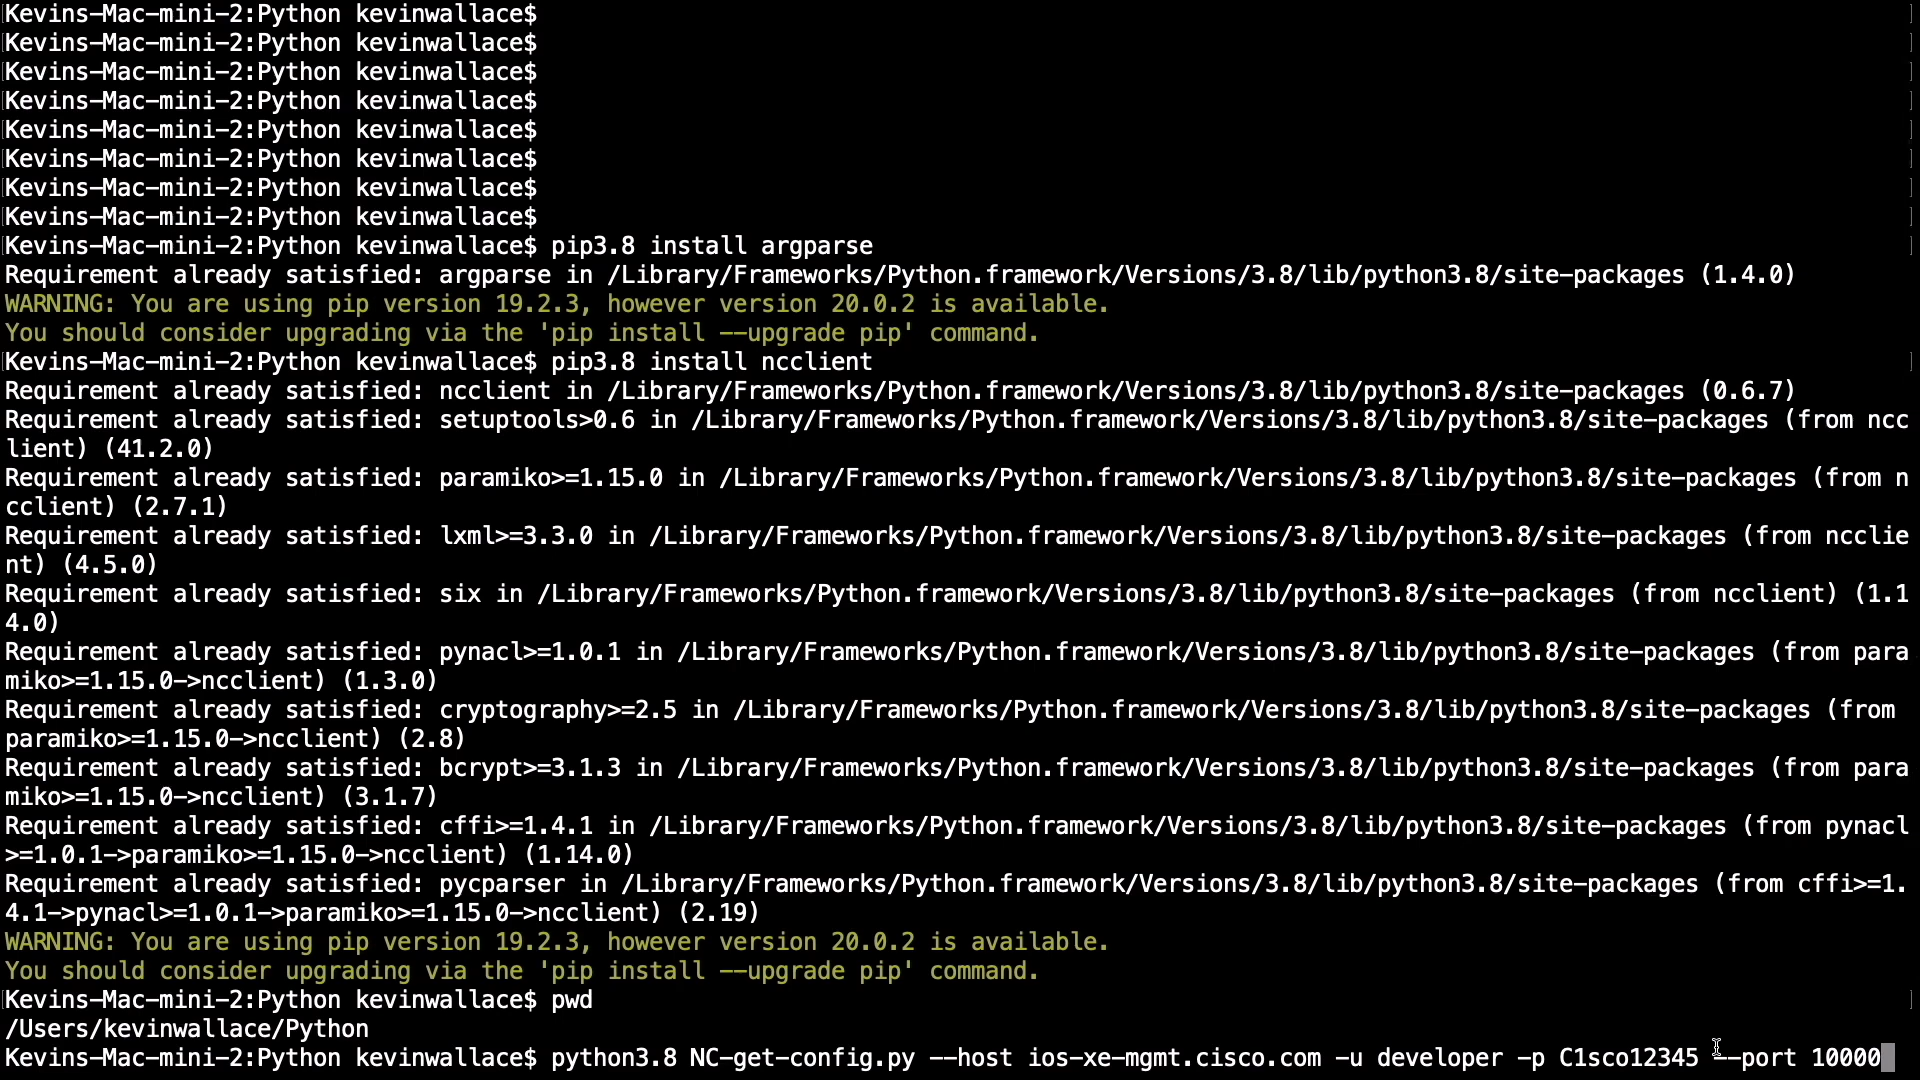 Kevins-Mac-mini-2:Python kevinwallace$
Kevins-Mac-mini-2:Python kevinwallace$
Kevins-Mac-mini-2:Python kevinwallace$
Kevins-Mac-mini-2:Python kevinwallace$
Kevins-Mac-mini-2:Python kevinwallace$
Kevins-Mac-mini-2:Python kevinwallace$
Kevins-Mac-mini-2:Python kevinwallace$
Kevins-Mac-mini-2:Python kevinwallace$
Kevins-Mac-mini-2:Python kevinwallace$ pip3.8 install argparse
Requirement already satisfied: argparse in /Library/Frameworks/Python.framework/Versions/3.8/lib/python3.8/site-packages (1.4.0)
WARNING: You are using pip version 19.2.3, however version 20.0.2 is available.
You should consider upgrading via the 'pip install --upgrade pip' command.
Kevins-Mac-mini-2:Python kevinwallace$ pip3.8 install ncclient
Requirement already satisfied: ncclient in /Library/Frameworks/Python.framework/Versions/3.8/lib/python3.8/site-packages (0.6.7)
Requirement already satisfied: setuptools>0.6 in /Library/Frameworks/Python.framework/Versions/3.8/lib/python3.8/site-packages (from ncc
lient) (41.2.0)
Requirement already satisfied: paramiko>=1.15.0 in /Library/Frameworks/Python.framework/Versions/3.8/lib/python3.8/site-packages (from n
cclient) (2.7.1)
Requirement already satisfied: lxml>=3.3.0 in /Library/Frameworks/Python.framework/Versions/3.8/lib/python3.8/site-packages (from ncclie
nt) (4.5.0)
Requirement already satisfied: six in /Library/Frameworks/Python.framework/Versions/3.8/lib/python3.8/site-packages (from ncclient) (1.1
4.0)
Requirement already satisfied: pynacl>=1.0.1 in /Library/Frameworks/Python.framework/Versions/3.8/lib/python3.8/site-packages (from para
miko>=1.15.0->ncclient) (1.3.0)
Requirement already satisfied: cryptography>=2.5 in /Library/Frameworks/Python.framework/Versions/3.8/lib/python3.8/site-packages (from
paramiko>=1.15.0->ncclient) (2.8)
Requirement already satisfied: bcrypt>=3.1.3 in /Library/Frameworks/Python.framework/Versions/3.8/lib/python3.8/site-packages (from para
miko>=1.15.0->ncclient) (3.1.7)
Requirement already satisfied: cffi>=1.4.1 in /Library/Frameworks/Python.framework/Versions/3.8/lib/python3.8/site-packages (from pynacl
>=1.0.1->paramiko>=1.15.0->ncclient) (1.14.0)
Requirement already satisfied: pycparser in /Library/Frameworks/Python.framework/Versions/3.8/lib/python3.8/site-packages (from cffi>=1.
4.1->pynacl>=1.0.1->paramiko>=1.15.0->ncclient) (2.19)
WARNING: You are using pip version 19.2.3, however version 20.0.2 is available.
You should consider upgrading via the 'pip install --upgrade pip' command.
Kevins-Mac-mini-2:Python kevinwallace$ pwd
/Users/kevinwallace/Python
Kevins-Mac-mini-2:Python kevinwallace$ python3.8 NC-get-config.py --host ios-xe-mgmt.cisco.com -u developer -p C1sco12345 --port 10000